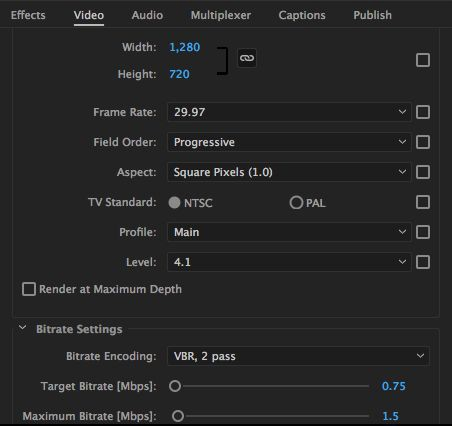 Effects Video Audio Multiplexer Captions Publish
Width: 1,280
Height: 720
Frame Rate: 29.97
Field Order: Progressive
Aspect: Square Pixels (1.0)
TV Standard: NTSC PAL
Profile: Main
Level: 4.1
Render at Maximum Depth
Bitrate Settings
Bitrate Encoding: VBR, 2 pass
Target Bitrate [Mbps]: 0.75
Maximum Bitrate [Mbps]: 1.5